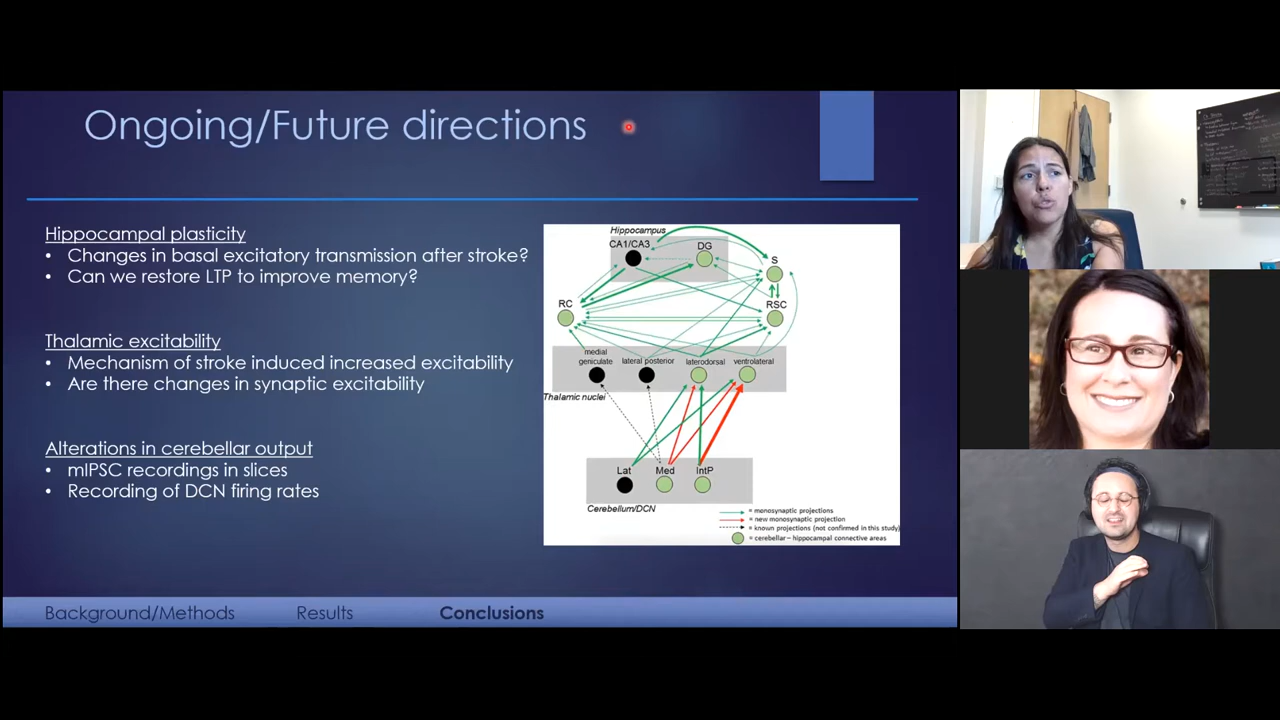 Ongoing/Future directions
Hippocampal plasticity
• Changes in basal excitatory transmission after stroke?
• Can we restore LTP to improve memory?
Thalamic excitability
• Mechanism of stroke induced increased excitability
• Are there changes in synaptic excitability
Alterations in cerebellar output
• mIPSC recordings in slices
• Recording of DCN firing rates
Hippocampus
CA1/CA3
DG
S
RC
RSC
medial
geniculate
lateral posterior
laterodorsal
ventrolateral
Thalamic nuclei
Lat
Med
IntP
Cerebellum/DCN
= monosynaptic projections
= new monosynaptic projection
= known projections (not confirmed in this study)
= cerebellar – hippocampal connective areas
Background/Methods
Results
Conclusions